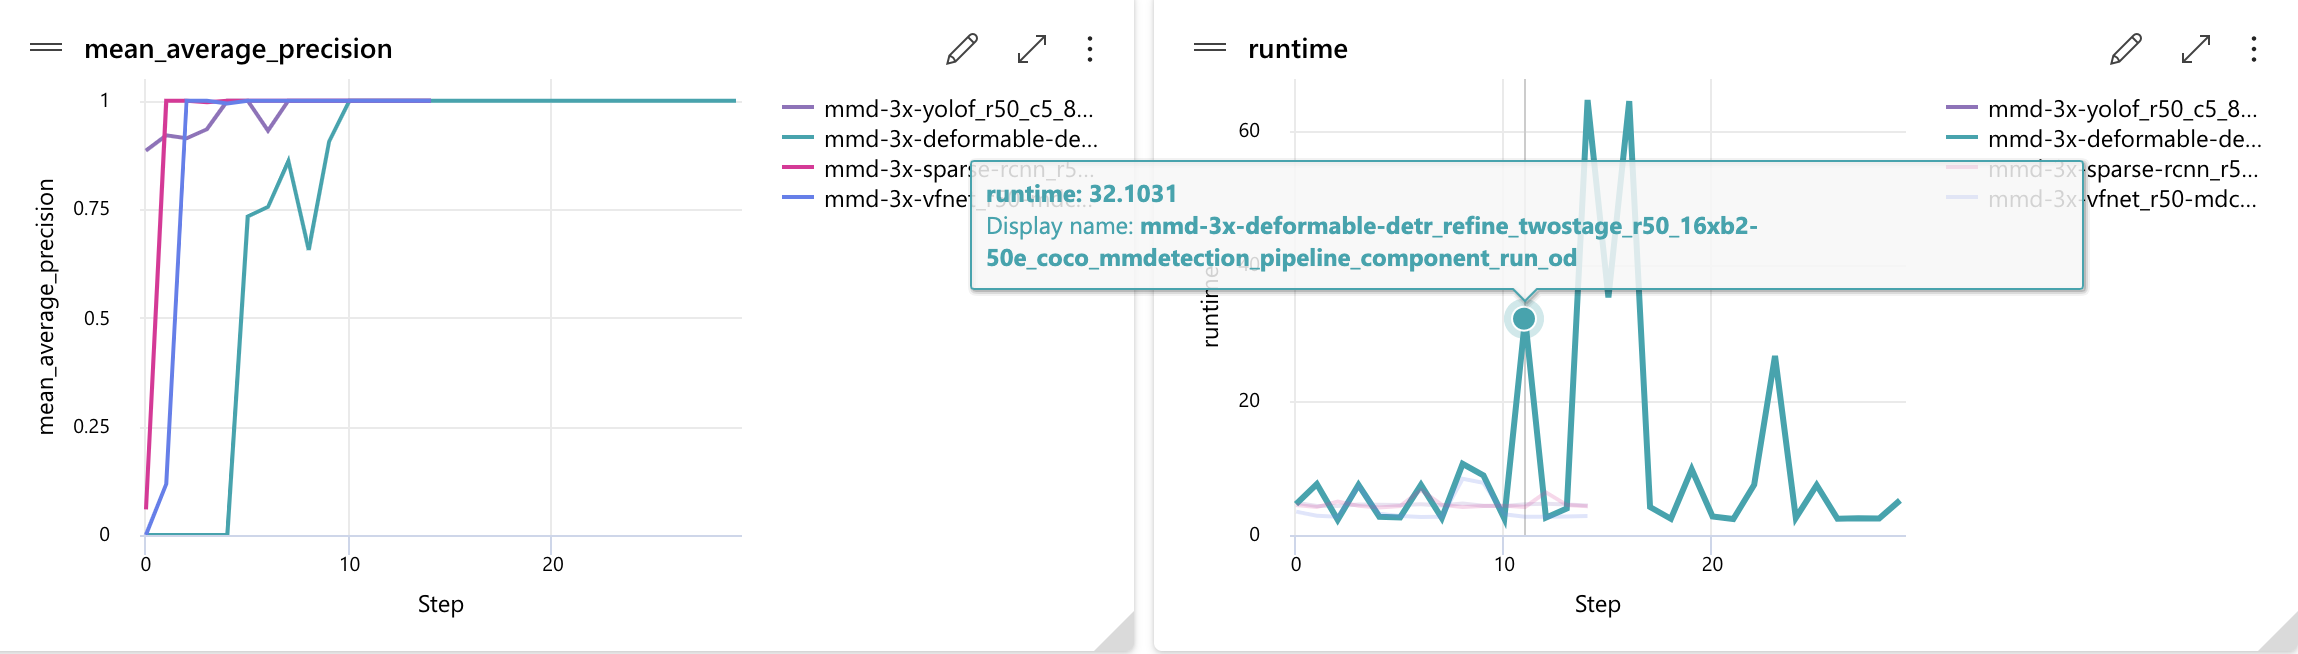 mean_average_precision
1
0.75
0.5
0.25
0
0
10
20
mean_average_precision
Step
mmd-3x-yolof_r50_c5_8...
mmd-3x-deformable-de...
mmd-3x-sparse-rcnn_r5...
mmd-3x-vfnet_r50-mdc...
runtime
60
40
20
0
0
10
20
runtime
Step
mmd-3x-yolof_r50_c5_8...
mmd-3x-deformable-de...
mmd-3x-sparse-rcnn_r5...
mmd-3x-vfnet_r50-mdc...
runtime: 32.1031
Display name: mmd-3x-deformable-detr_refine_twostage_r50_16xb2-
50e_coco_mmdetection_pipeline_component_run_od